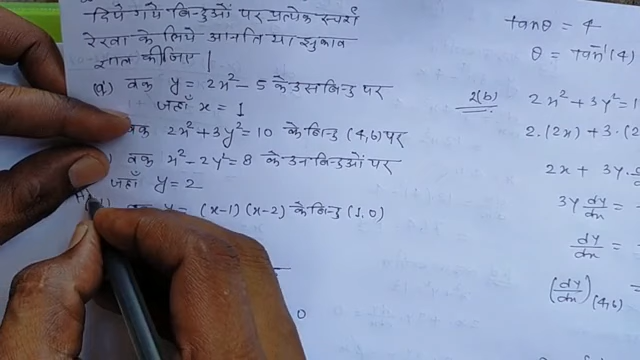 दिये गये बिन्दुओं पर प्रत्येक स्पर्श
रेखा के लिये आनति या झुकाव
ज्ञात कीजिए |
(a) वक्र y = 2x² - 5 के उस बिन्दु पर
जहाँ x = 1
वक्र 2x² + 3y² = 10 के बिन्दु (4,6) पर
) वक्र x² - 2y² = 8 के उन बिन्दुओं पर
जहाँ y = 2
y = (x-1)(x-2) के बिन्दु (1,0)
0
tanθ = 4
θ = tan⁻¹(4)
2(b) 2x² + 3y² = 1
2.(2x) + 3.(2
2x + 3y.
3y dy/dx =
dy/dx =
(dy/dx)(4,6) =